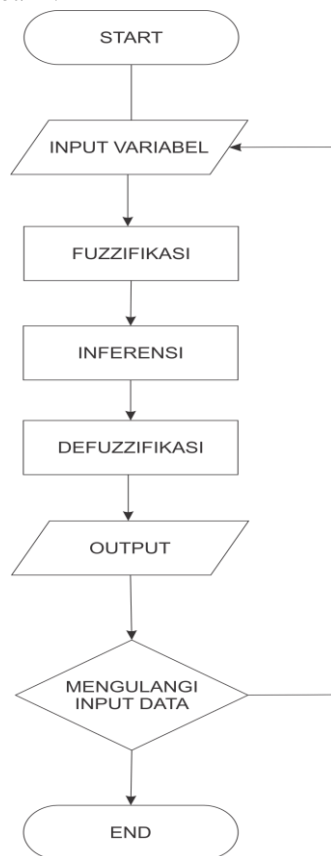 START
INPUT VARIABEL
FUZZIFIKASI
INFERENSI
DEFUZZIFIKASI
OUTPUT
MENGULANGI
INPUT DATA
END